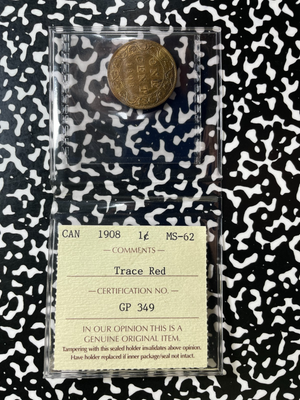 CAN 1908 1¢ MS-62
— COMMENTS —
Trace Red
— CERTIFICATION NO. —
GP 349
IN OUR OPINION THIS IS A
GENUINE ORIGINAL ITEM.
Tampering with this sealed holder invalidates above opinion.
Have holder replaced if inner package/seal not intact.